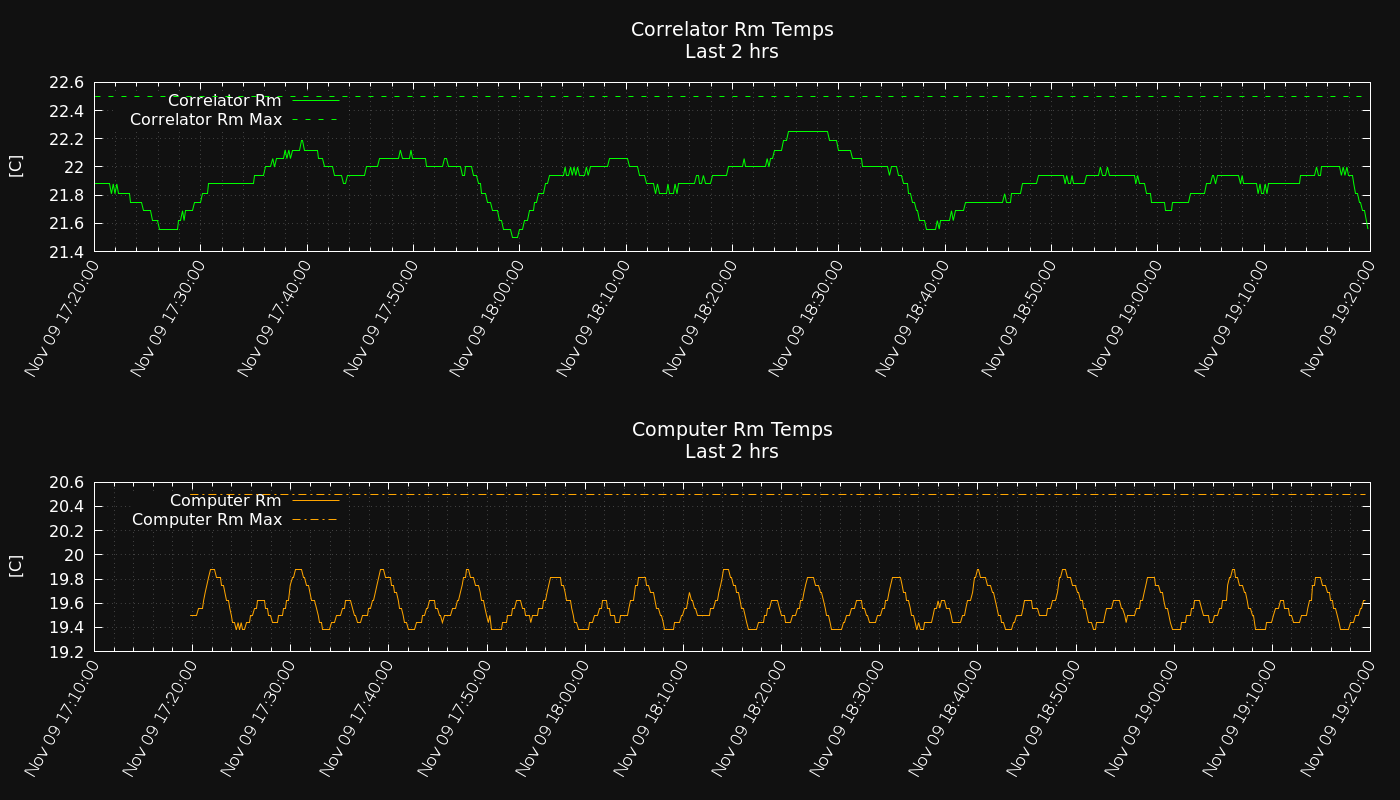 Correlator Rm Temps
Last 2 hrs
22.6
22.4
22.2
22
21.8
21.6
21.4
[C]
Correlator Rm
Correlator Rm Max
Nov 09 17:20:00
Nov 09 17:30:00
Nov 09 17:40:00
Nov 09 17:50:00
Nov 09 18:00:00
Nov 09 18:10:00
Nov 09 18:20:00
Nov 09 18:30:00
Nov 09 18:40:00
Nov 09 18:50:00
Nov 09 19:00:00
Nov 09 19:10:00
Nov 09 19:20:00
Computer Rm Temps
Last 2 hrs
20.6
20.4
20.2
20
19.8
19.6
19.4
19.2
[C]
Computer Rm
Computer Rm Max
Nov 09 17:10:00
Nov 09 17:20:00
Nov 09 17:30:00
Nov 09 17:40:00
Nov 09 17:50:00
Nov 09 18:00:00
Nov 09 18:10:00
Nov 09 18:20:00
Nov 09 18:30:00
Nov 09 18:40:00
Nov 09 18:50:00
Nov 09 19:00:00
Nov 09 19:10:00
Nov 09 19:20:00